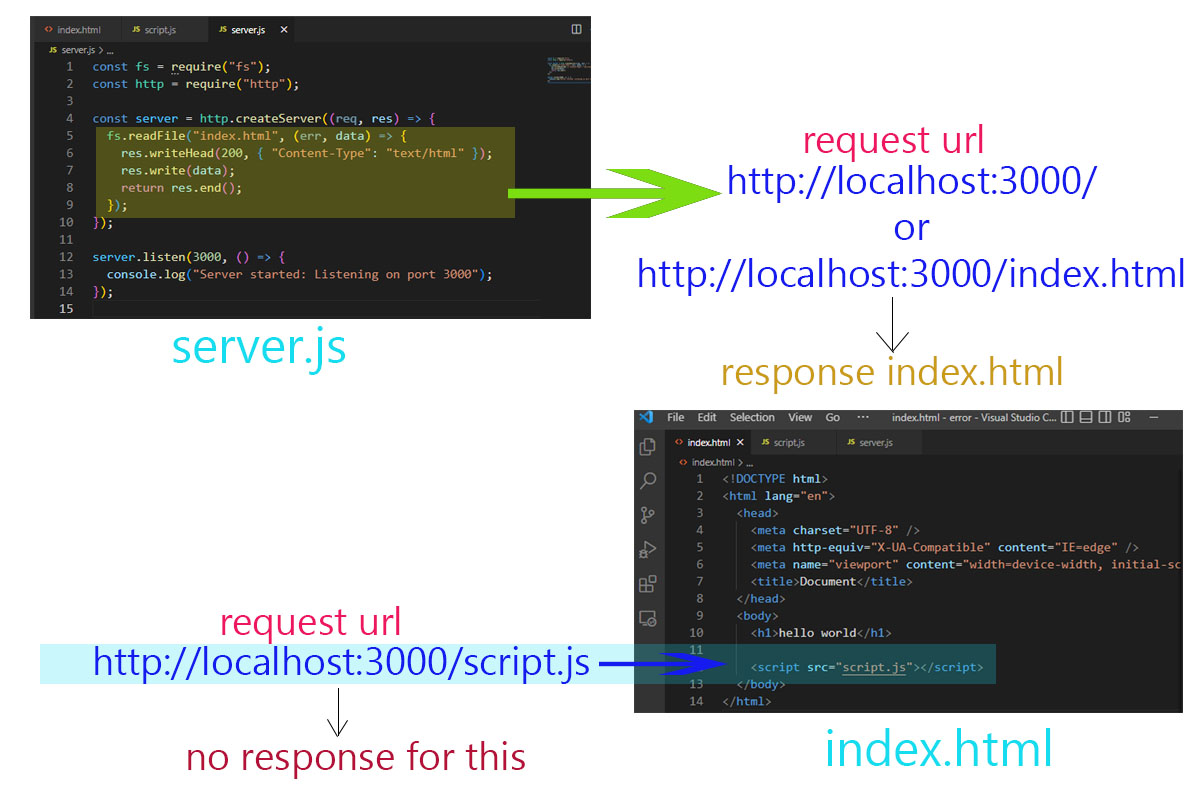 index.html
JS script.js
JS server.js ×
JS server.js > ...
1 const fs = require("fs");
2 const http = require("http");
3
4 const server = http.createServer((req, res) => {
5 fs.readFile("index.html", (err, data) => {
6 res.writeHead(200, { "Content-Type": "text/html" });
7 res.write(data);
8 return res.end();
9 });
10 });
11
12 server.listen(3000, () => {
13 console.log("Server started: Listening on port 3000");
14 });
15
server.js
request url
http://localhost:3000/
or
http://localhost:3000/index.html
response index.html
File Edit Selection View Go ··· index.html - error - Visual Studio C...
index.html ×
JS script.js
JS server.js
index.html > ...
1 <!DOCTYPE html>
2 <html lang="en">
3 <head>
4 <meta charset="UTF-8" />
5 <meta http-equiv="X-UA-Compatible" content="IE=edge" />
6 <meta name="viewport" content="width=device-width, initial-sc
7 <title>Document</title>
8 </head>
9 <body>
10 <h1>hello world</h1>
11
<script src="script.js"></script>
13 </body>
14 </html>
index.html
request url
http://localhost:3000/script.js
no response for this